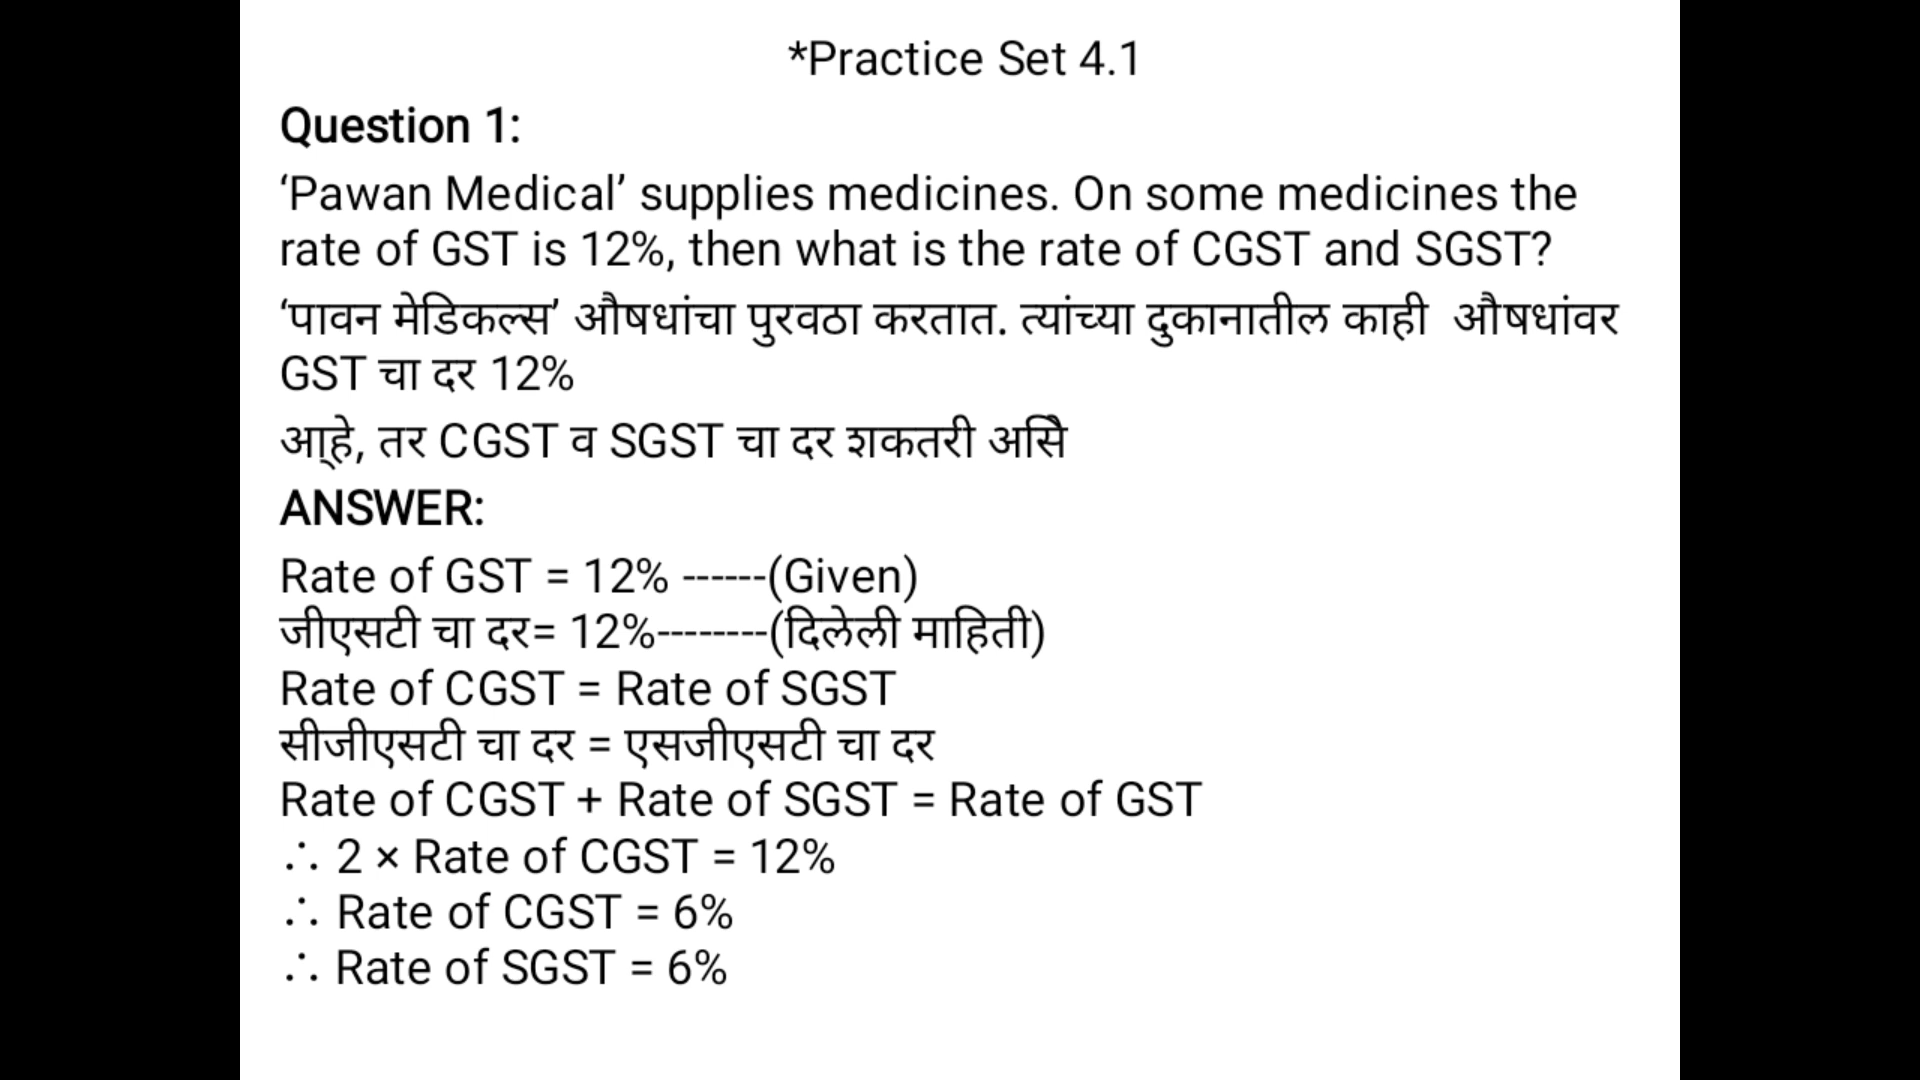 *Practice Set 4.1
Question 1:
‘Pawan Medical’ supplies medicines. On some medicines the
rate of GST is 12%, then what is the rate of CGST and SGST?
‘पावन मेडिकल्स’ औषधांचा पुरवठा करतात. त्यांच्या दुकानातील काही औषधांवर
GST चा दर 12%
आ्हे, तर CGST व SGST चा दर शकतरी असिे
ANSWER:
Rate of GST = 12% ------(Given)
जीएसटी चा दर= 12%--------(दिलेली माहिती)
Rate of CGST = Rate of SGST
सीजीएसटी चा दर = एसजीएसटी चा दर
Rate of CGST + Rate of SGST = Rate of GST
∴ 2 × Rate of CGST = 12%
∴ Rate of CGST = 6%
∴ Rate of SGST = 6%